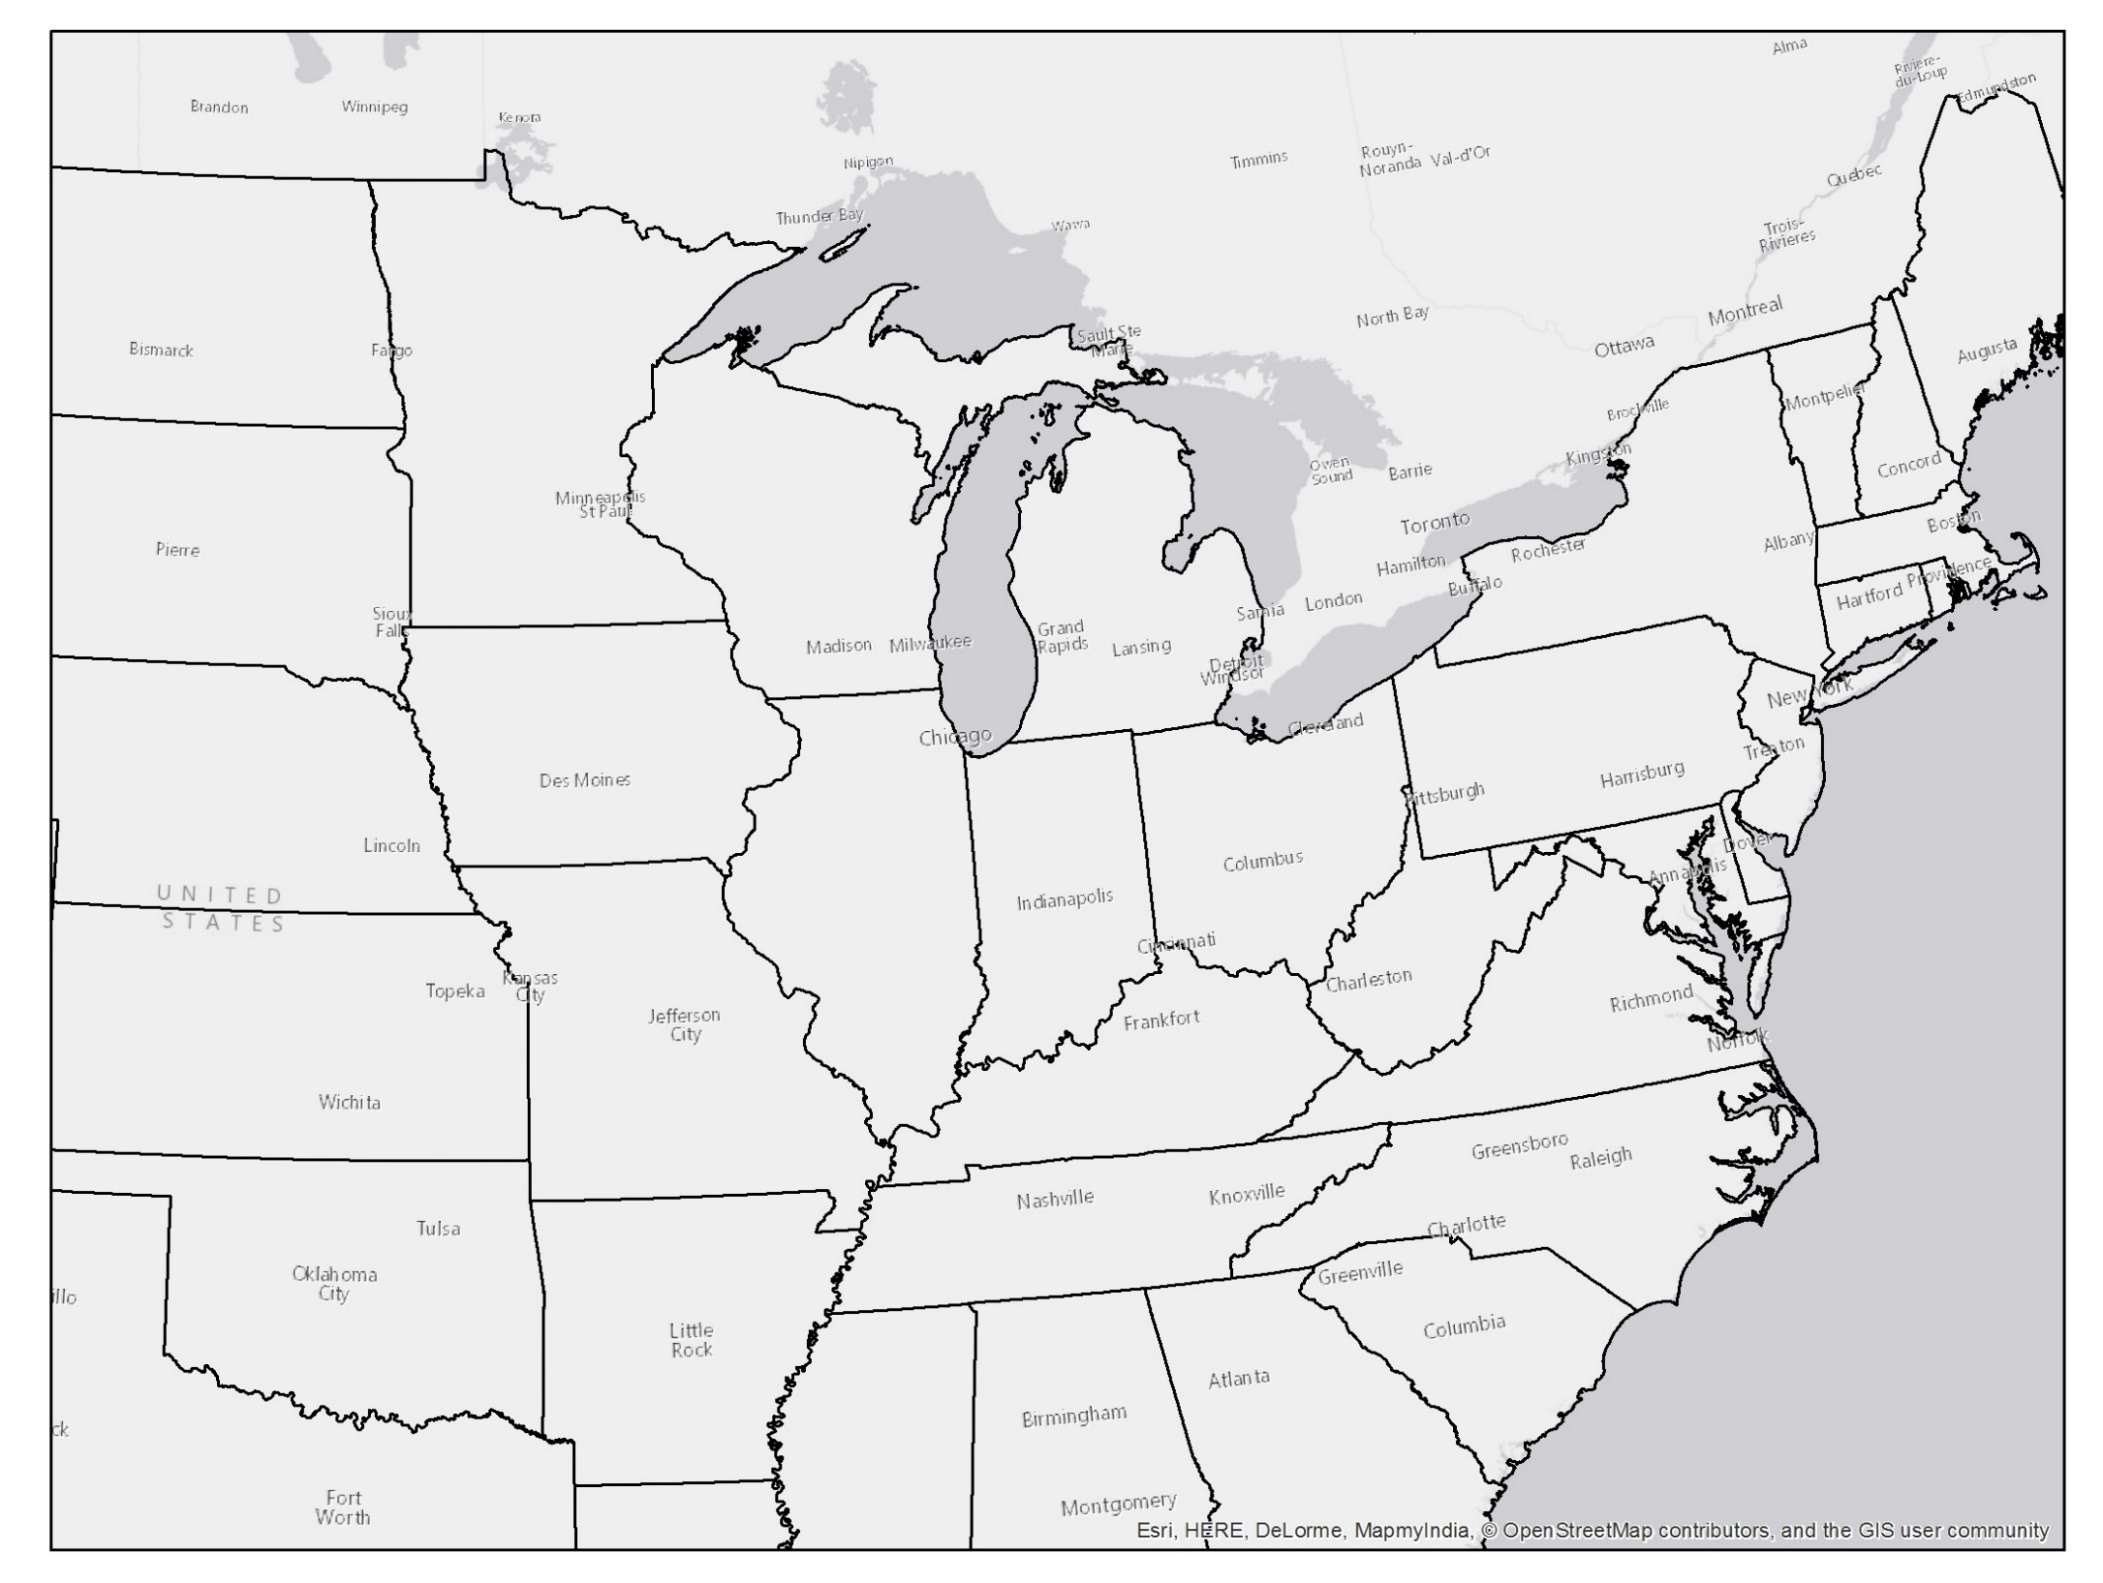 Alma
Riviere-
du-Loup
Edmundston
Brandon
Winnipeg
Kenora
Nipigon
Timmins
Rouyn-
Noranda
Val-d'Or
Quebec
Thunder Bay
Wawa
Trois-
Rivieres
Montreal
North Bay
Sault Ste
Marie
Ottawa
Bismarck
Fargo
Augusta
Montpelier
Brockville
Kingston
Concord
Owen
Sound
Barrie
Minneapolis
St Paul
Toronto
Boston
Pierre
Albany
Rochester
Hamilton
Buffalo
Providence
Hartford
Sioux
Falls
Sarnia
London
Grand
Rapids
Madison
Milwaukee
Lansing
Detroit
Windsor
New York
Chicago
Cleveland
Trenton
Des Moines
Harrisburg
Pittsburgh
Lincoln
Columbus
Dover
Annapolis
UNITED
STATES
Indianapolis
Cincinnati
Topeka
Kansas
City
Charleston
Richmond
Jefferson
City
Frankfort
Norfolk
Wichita
Greensboro
Raleigh
Nashville
Knoxville
Tulsa
Charlotte
Oklahoma
City
Greenville
illo
Little
Rock
Columbia
Atlanta
Birmingham
ck
Fort
Worth
Montgomery
Esri, HERE, DeLorme, MapmyIndia, © OpenStreetMap contributors, and the GIS user community